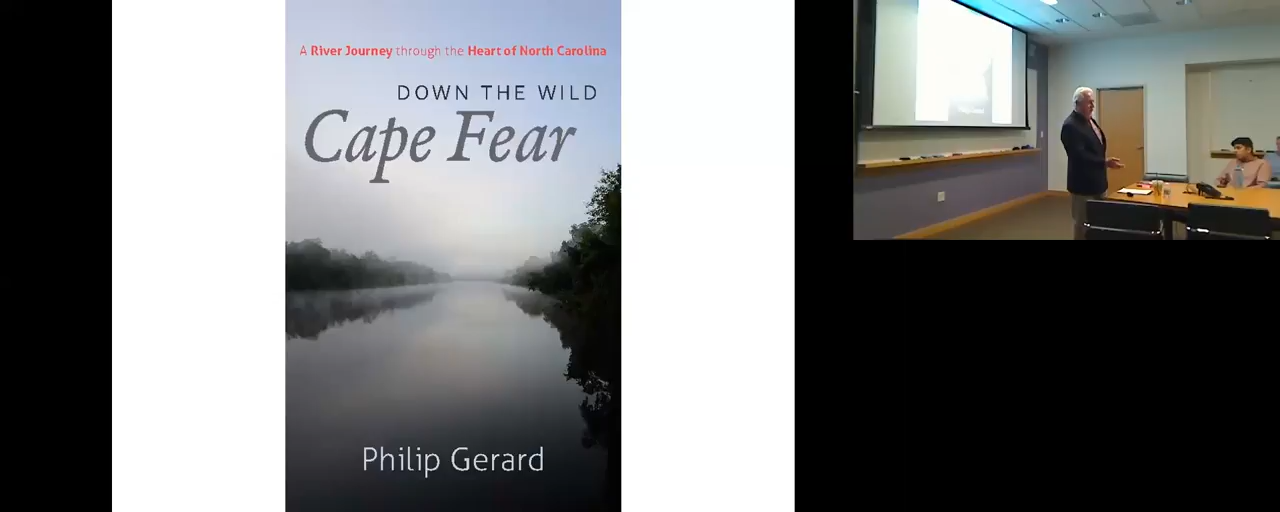 A River Journey through the Heart of North Carolina
DOWN THE WILD
Cape Fear
Philip Gerard